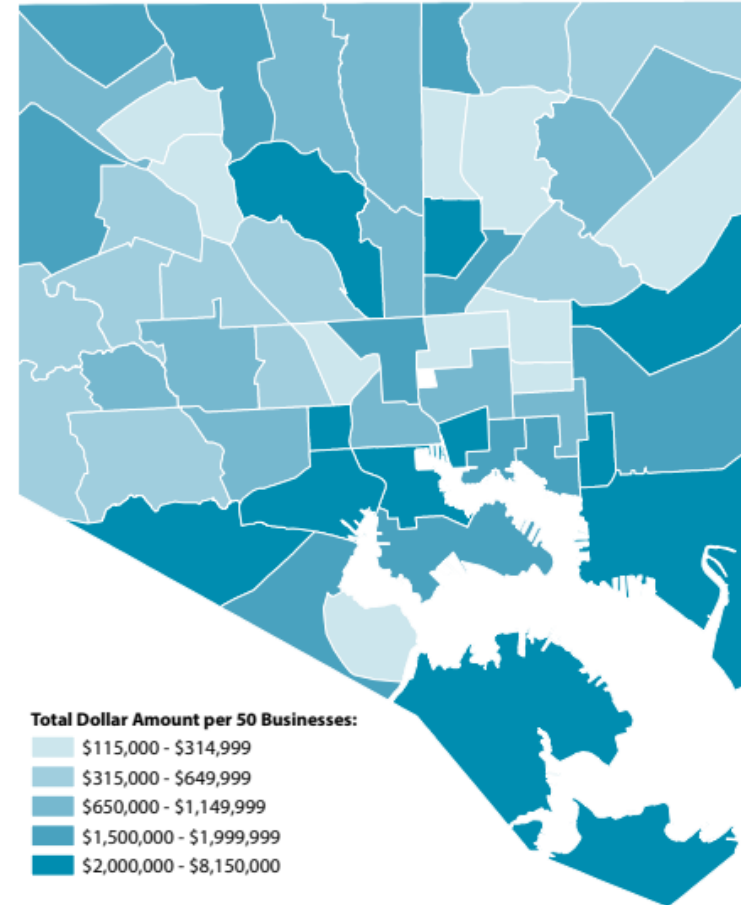 Total Dollar Amount per 50 Businesses:
$115,000 - $314,999
$315,000 - $649,999
$650,000 - $1,149,999
$1,500,000 - $1,999,999
$2,000,000 - $8,150,000